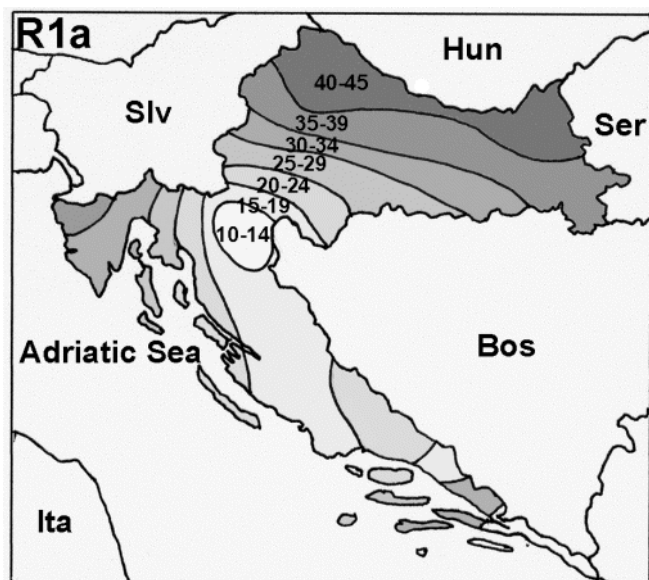 R1a
Hun
40-45
Slv
35-39
Ser
30-34
25-29
20-24
15-19
10-14
Adriatic Sea
Bos
Ita